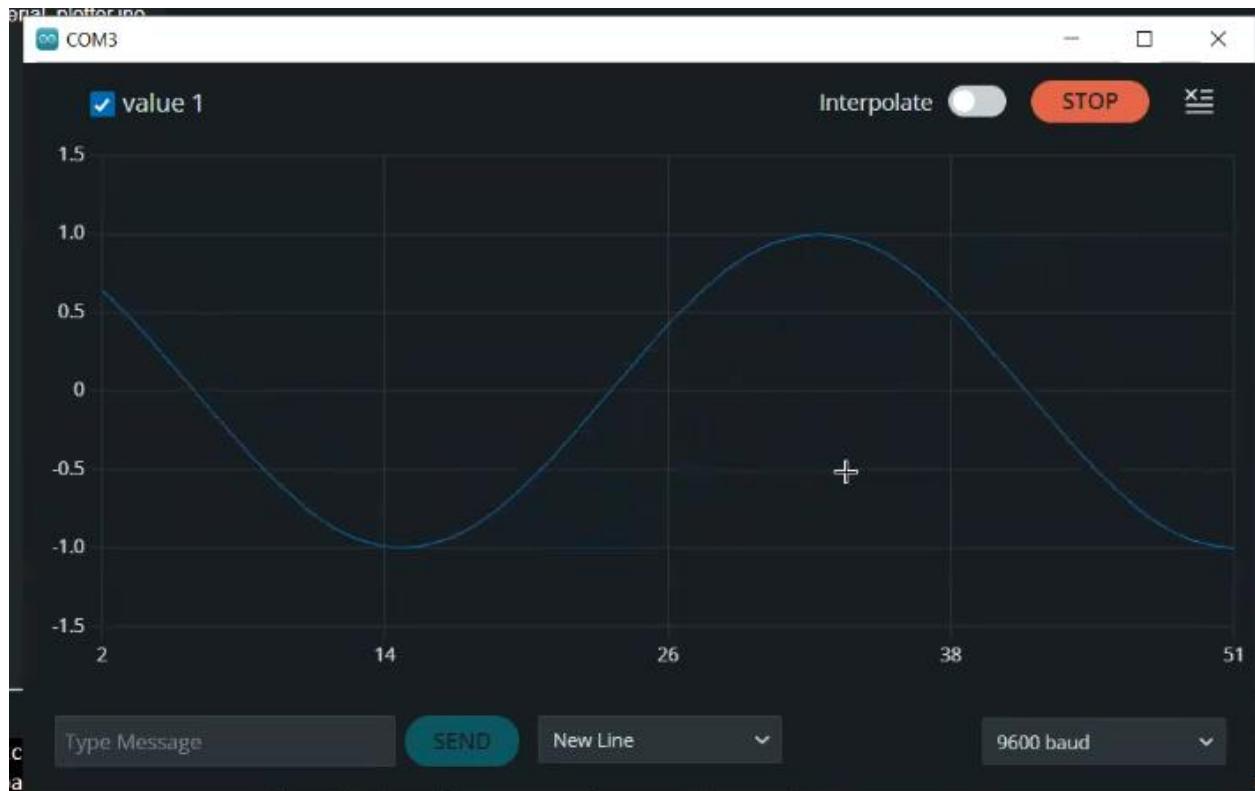 COM3
value 1
Interpolate
STOP
1.5
1.0
0.5
0
-0.5
-1.0
-1.5
2 14 26 38 51
Type Message
SEND
New Line
9600 baud